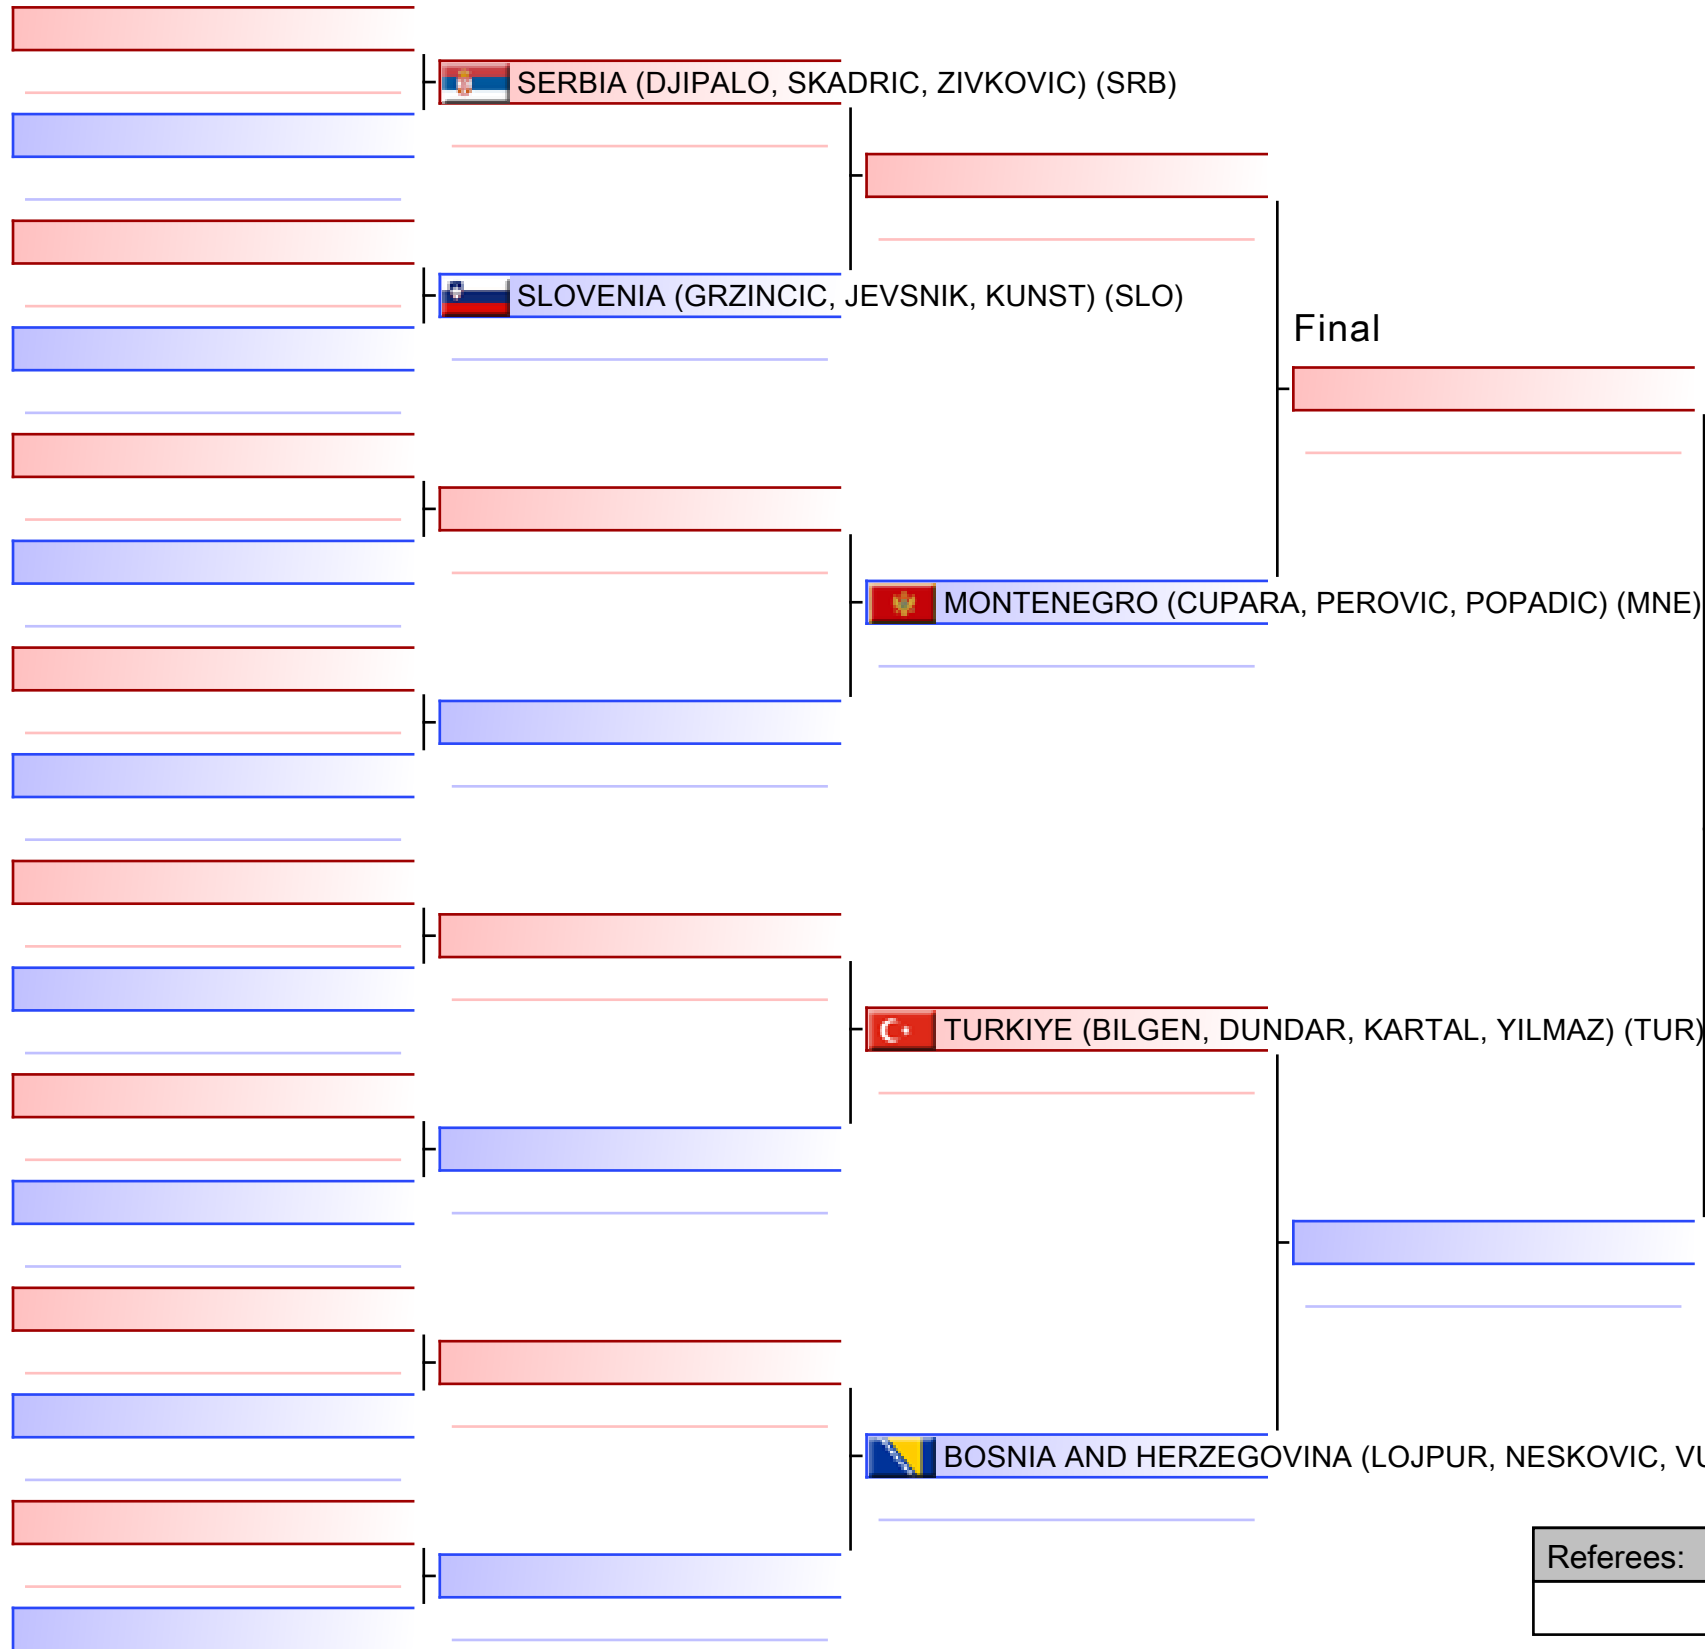 SERBIA (DJIPALO, SKADRIC, ZIVKOVIC) (SRB)
SLOVENIA (GRZINCIC, JEVSNIK, KUNST) (SLO)
Final
MONTENEGRO (CUPARA, PEROVIC, POPADIC) (MNE)
TURKIYE (BILGEN, DUNDAR, KARTAL, YILMAZ) (TUR)
BOSNIA AND HERZEGOVINA (LOJPUR, NESKOVIC,
Referees: